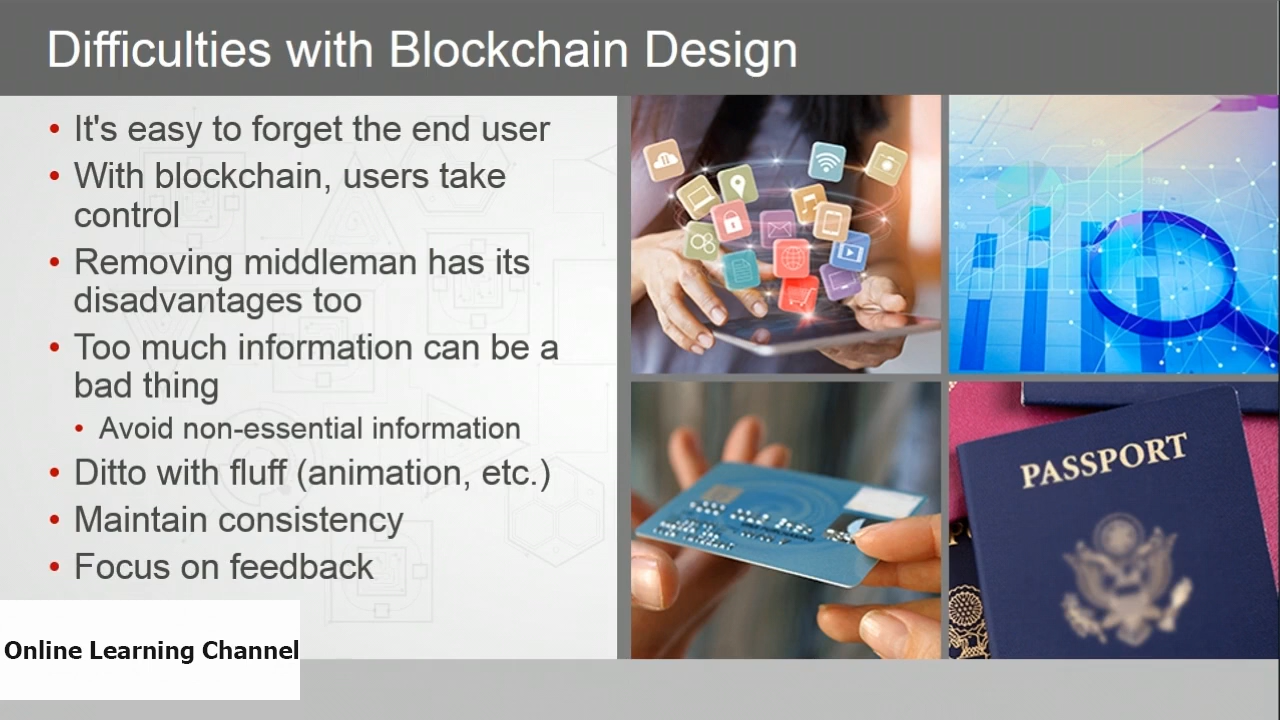 Difficulties with Blockchain Design
• It's easy to forget the end user
• With blockchain, users take
control
• Removing middleman has its
disadvantages too
• Too much information can be a
bad thing
• Avoid non-essential information
• Ditto with fluff (animation, etc.)
• Maintain consistency
• Focus on feedback
Online Learning Channel
PASSPORT